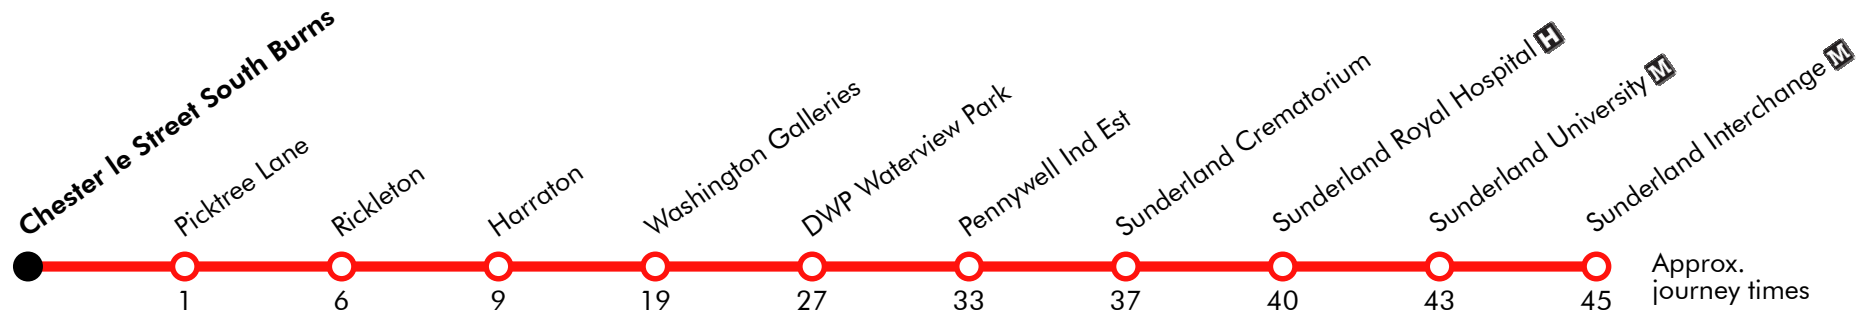 Chester le Street South Burns
Picktree Lane
Rickleton
Harraton
Washington Galleries
DWP Waterview Park
Pennywell Ind Est
Sunderland Crematorium
Sunderland Royal Hospital H
Sunderland University M
Sunderland Interchange M
1
6
9
19
27
33
37
40
43
45
Approx.
journey times